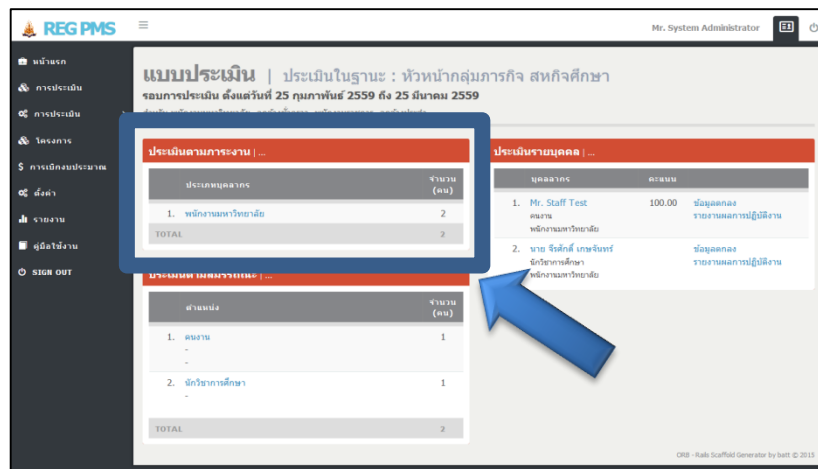 REG PMS
Mr. System Administrator
หน้าแรก
การประเมิน
การประเมิน
โครงการ
การเบิกงบประมาณ
ตั้งค่า
รายงาน
คู่มือใช้งาน
SIGN OUT
แบบประเมิน | ประเมินในฐานะ : หัวหน้ากลุ่มภารกิจ สหกิจศึกษา
รอบการประเมิน ตั้งแต่วันที่ 25 กุมภาพันธ์ 2559 ถึง 25 มีนาคม 2559
ประเมินตามภาระงาน | ...
ประเภทบุคลากร จำนวน (คน)
1. พนักงานมหาวิทยาลัย 2
TOTAL 2
ประเมินตามสมรรถนะ | ...
ตำแหน่ง จำนวน (คน)
1. คนงาน 1
-
-
2. นักวิชาการศึกษา 1
-
TOTAL 2
ประเมินรายบุคคล | ...
บุคลากร คะแนน
1. Mr. Staff Test 100.00 ข้อมูลตกลง
คนงาน รายงานผลการปฏิบัติงาน
พนักงานมหาวิทยาลัย
2. นาย จีรศักดิ์ เกษจันทร์ ข้อมูลตกลง
นักวิชาการศึกษา รายงานผลการปฏิบัติงาน
พนักงานมหาวิทยาลัย
ORB - Rails Scaffold Generator by batt © 2015